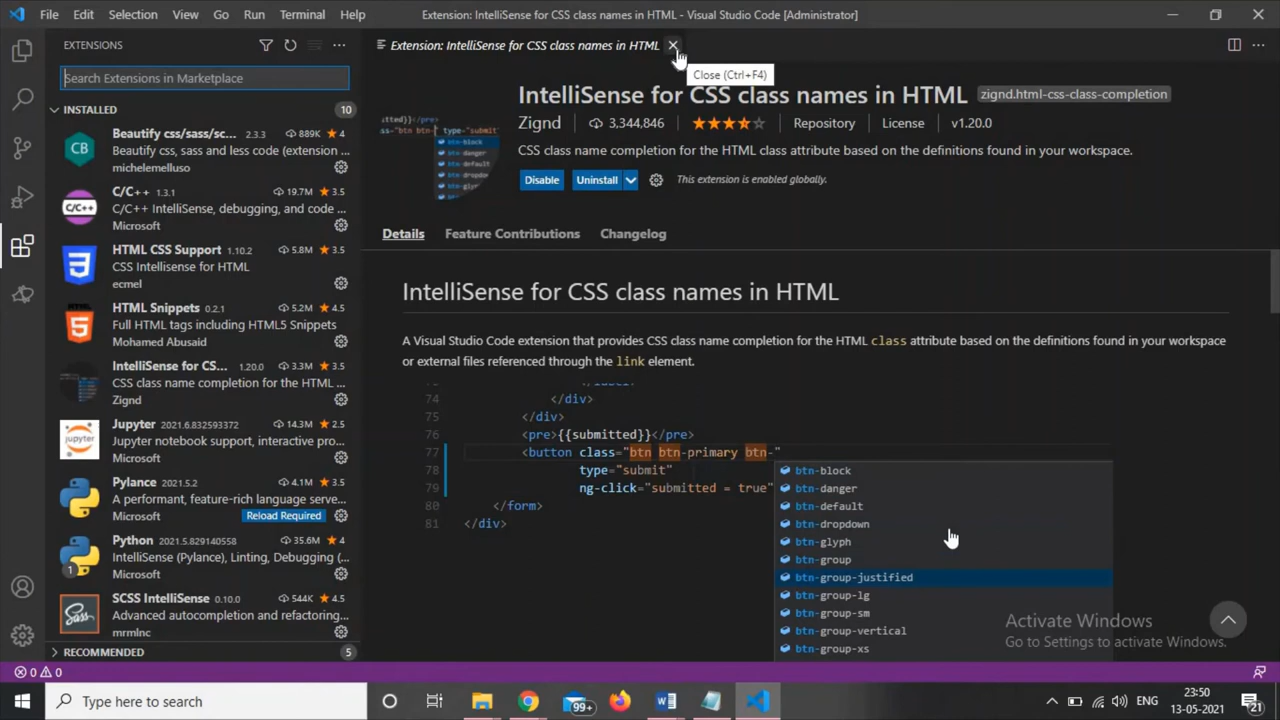 File Edit Selection View Go Run Terminal Help Extension: IntelliSense for CSS class names in HTML - Visual Studio Code [Administrator]
EXTENSIONS
Extension: IntelliSense for CSS class names in HTML
Close (Ctrl+F4)
Search Extensions in Marketplace
INSTALLED 10
Beautify css/sass/sc... 2.3.3 889K 4
Beautify css, sass and less code (extension ...
michelemelluso
C/C++ 1.3.1 19.7M 3.5
C/C++ IntelliSense, debugging, and code ...
Microsoft
HTML CSS Support 1.10.2 5.8M 3.5
CSS Intellisense for HTML
ecmel
HTML Snippets 0.2.1 5.2M 4.5
Full HTML tags including HTML5 Snippets
Mohamed Abusaid
IntelliSense for CS... 1.20.0 3.3M 3.5
CSS class name completion for the HTML ...
Zignd
Jupyter 2021.6.832593372 14.3M 2.5
Jupyter notebook support, interactive pro...
Microsoft
Pylance 2021.5.2 4.1M 3.5
A performant, feature-rich language serve...
Microsoft Reload Required
Python 2021.5.829140558 35.6M 4
IntelliSense (Pylance), Linting, Debugging (...
1 Microsoft
SCSS IntelliSense 0.10.0 544K 4.5
Advanced autocompletion and refactoring...
mrmlnc
RECOMMENDED 5
IntelliSense for CSS class names in HTML zignd.html-css-class-completion
Zignd 3,344,846 Repository License v1.20.0
CSS class name completion for the HTML class attribute based on the definitions found in your workspace.
Disable Uninstall This extension is enabled globally.
Details Feature Contributions Changelog
IntelliSense for CSS class names in HTML
A Visual Studio Code extension that provides CSS class name completion for the HTML class attribute based on the definitions found in your workspace
or external files referenced through the link element.
74 </div>
75 </div>
76 <pre>{{submitted}}</pre>
77 <button class="btn btn-primary btn-"
78 type="submit"
79 ng-click="submitted = true"
80 </form>
81 </div>
btn-block
btn-danger
btn-default
btn-dropdown
btn-glyph
btn-group
btn-group-justified
btn-group-lg
btn-group-sm
btn-group-vertical
btn-group-xs
Activate Windows
Go to Settings to activate Windows.
0 0
Type here to search
99+
ENG
23:50
13-05-2021
21